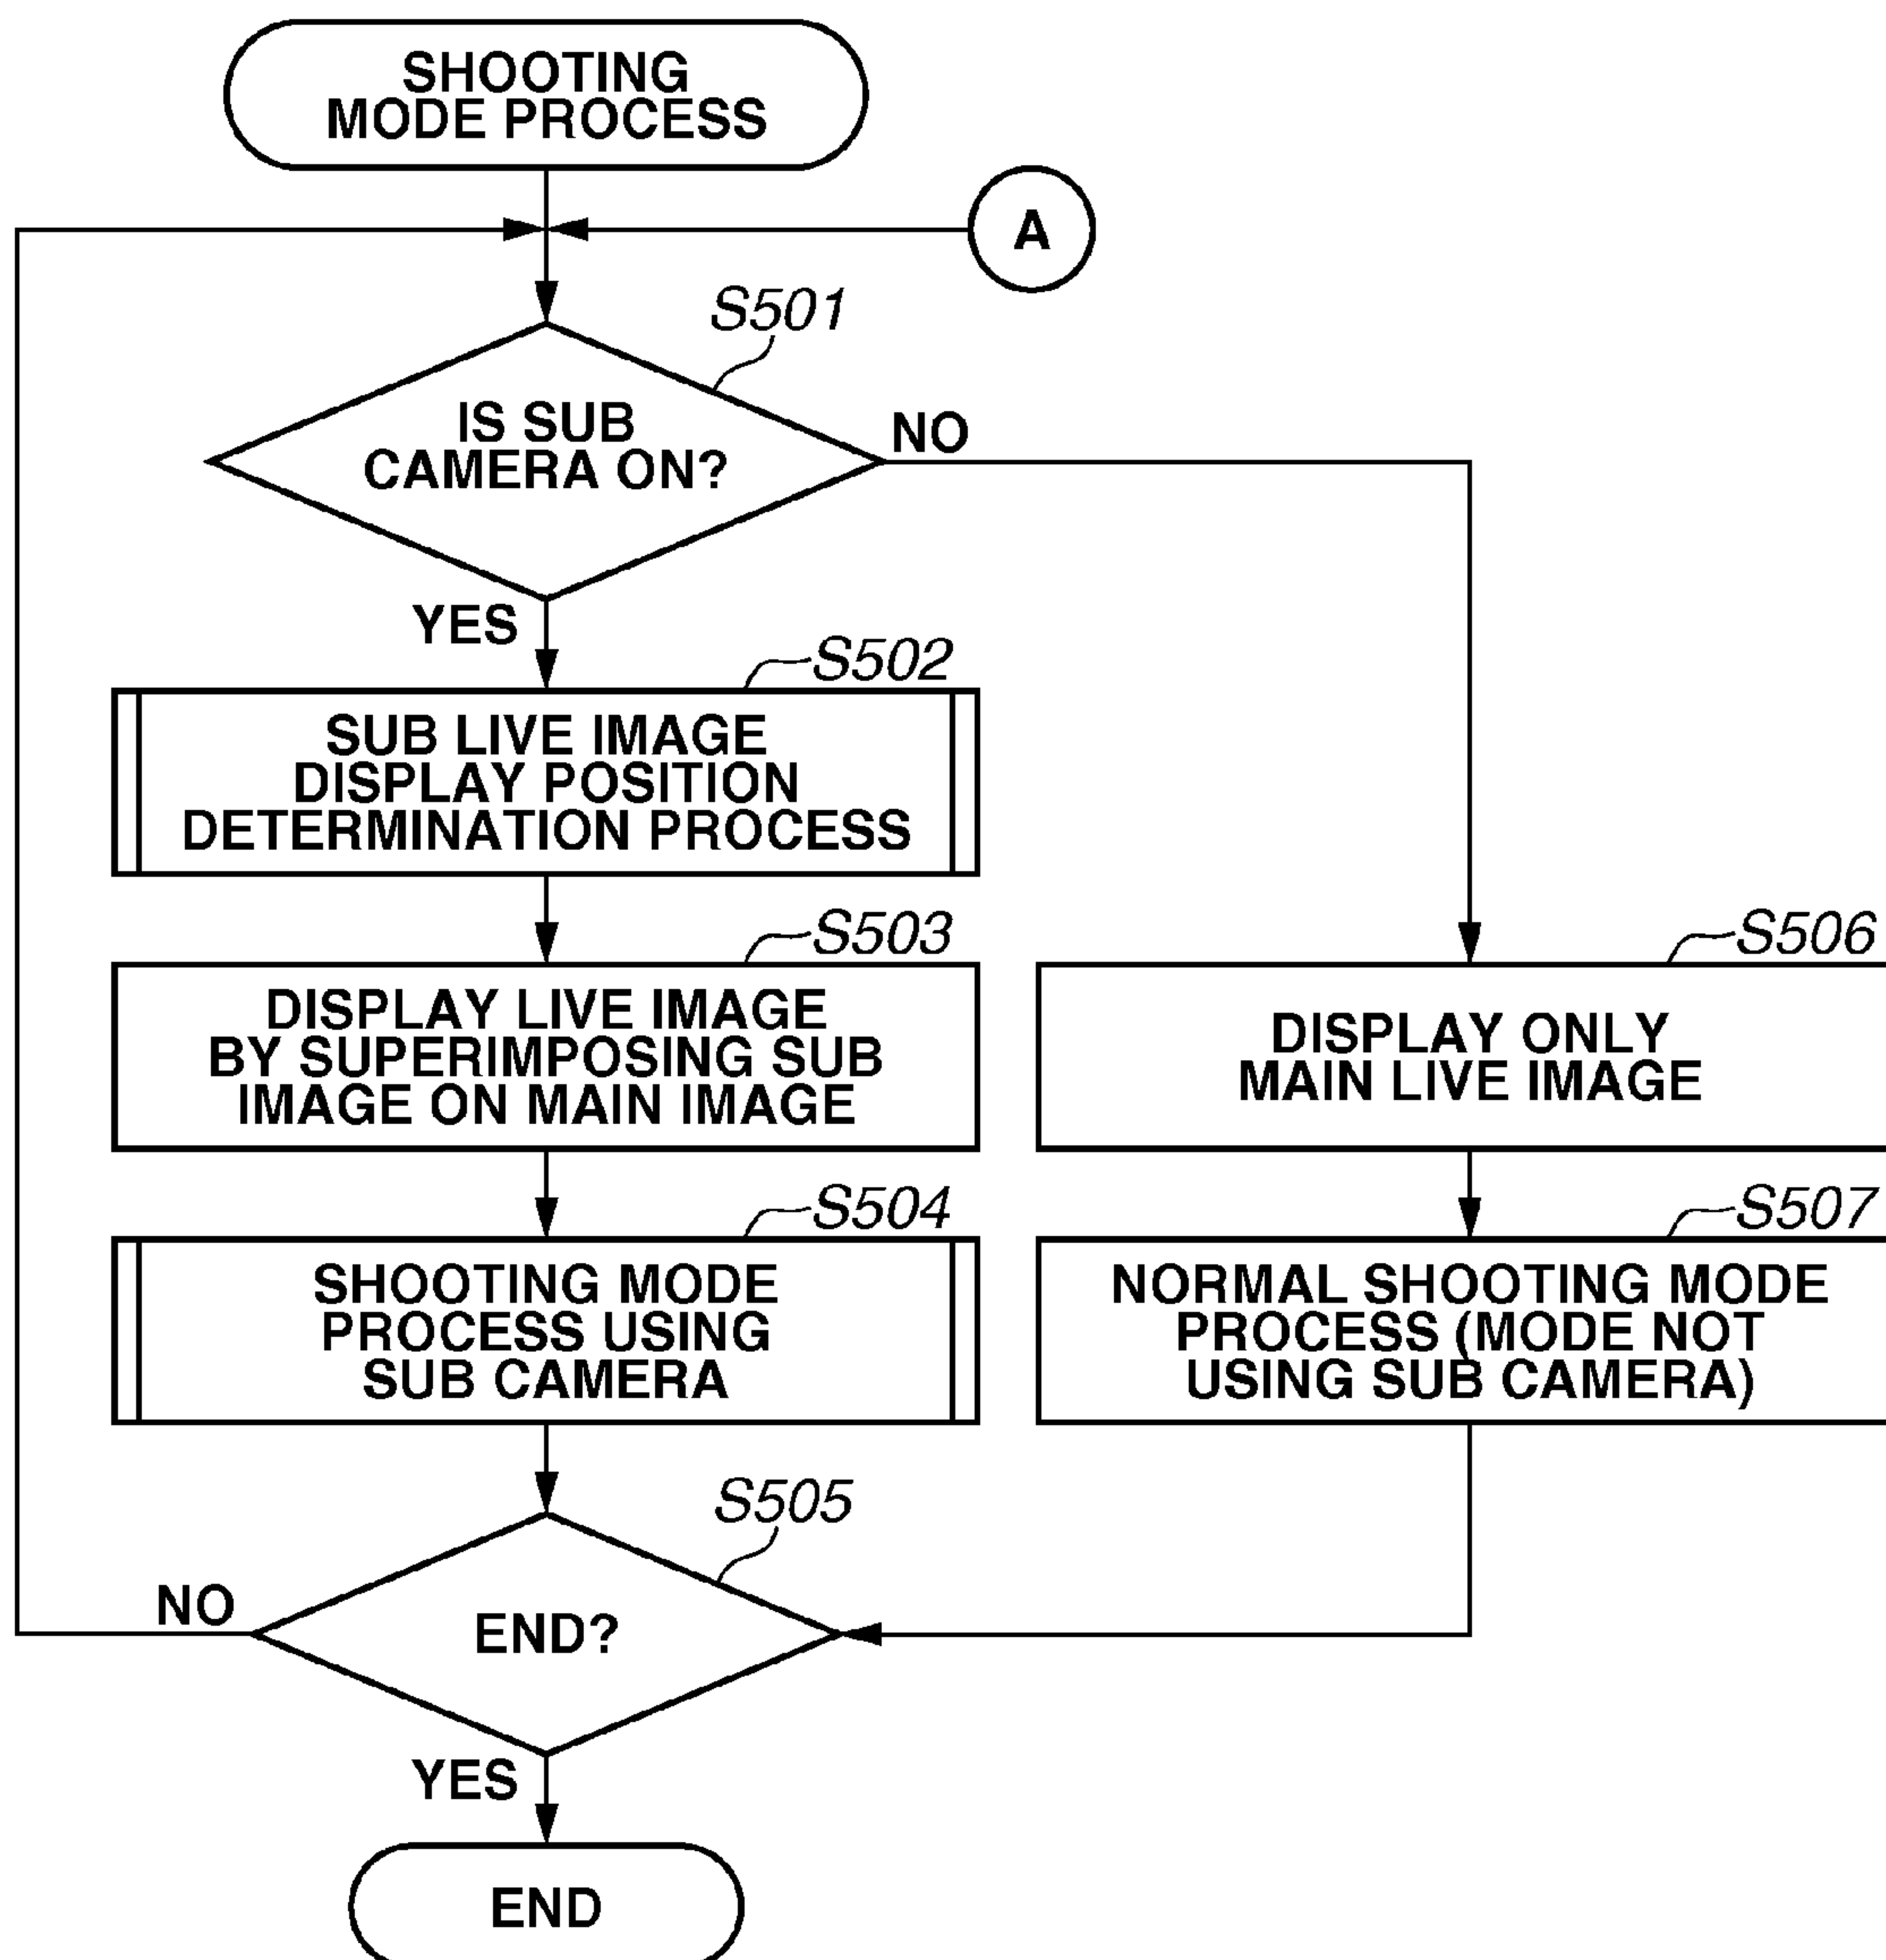 SHOOTING
MODE PROCESS
A
S501
IS SUB
CAMERA ON?
NO
YES
S502
SUB LIVE IMAGE
DISPLAY POSITION
DETERMINATION PROCESS
S503
DISPLAY LIVE IMAGE
BY SUPERIMPOSING SUB
IMAGE ON MAIN IMAGE
S506
DISPLAY ONLY
MAIN LIVE IMAGE
S504
SHOOTING MODE
PROCESS USING
SUB CAMERA
S507
NORMAL SHOOTING MODE
PROCESS (MODE NOT
USING SUB CAMERA)
S505
END?
NO
YES
END